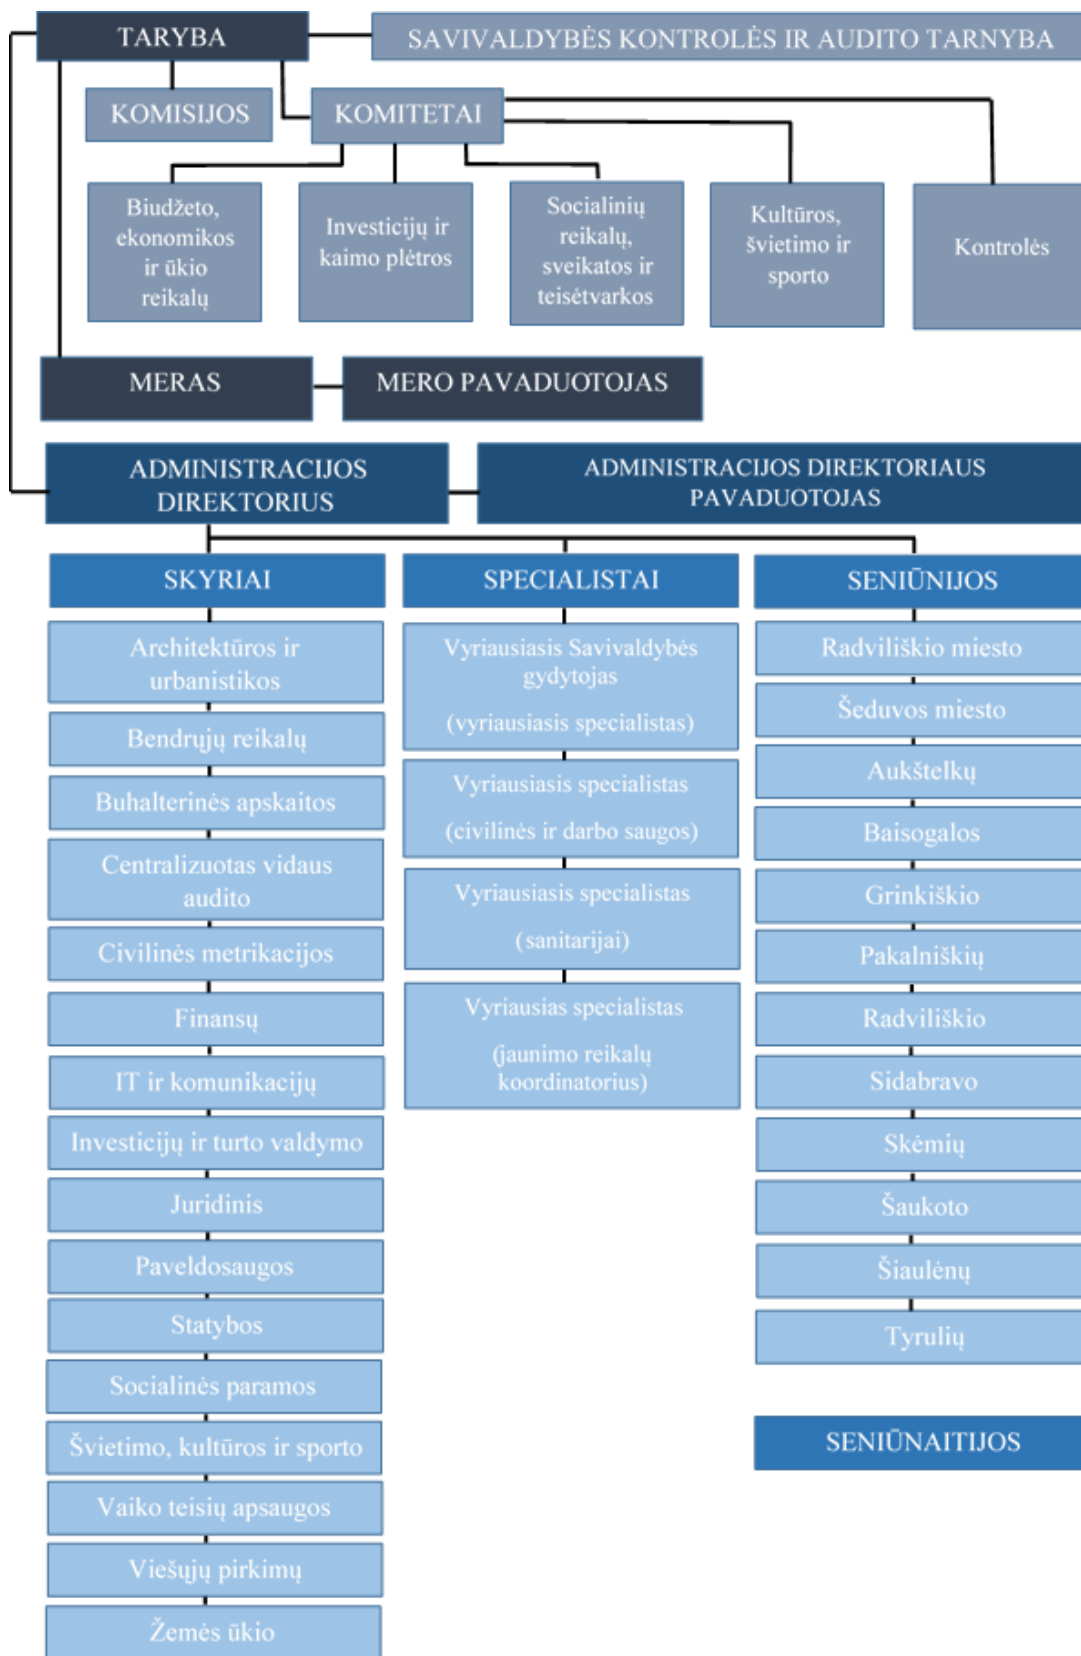 TARYBA
SAVIVALDYBĖS KONTROLĖS IR AUDITO TARNYBA
KOMISIJOS
KOMITETAI
Biudžeto,
ekonomikos
ir ūkio
reikalų
Investicijų ir
kaimo plėtros
Socialinių
reikalų,
sveikatos ir
teisėtvarkos
Kultūros,
švietimo ir
sporto
Kontrolės
MERAS
MERO PAVADUOTOJAS
ADMINISTRACIJOS
DIREKTORIUS
ADMINISTRACIJOS DIREKTORIAUS
PAVADUOTOJAS
SKYRIAI
Architektūros ir
urbanistikos
Bendrųjų reikalų
Buhalterinės apskaitos
Centralizuotas vidaus
audito
Civilinės metrikacijos
Finansų
IT ir komunikacijų
Investicijų ir turto valdymo
Juridinis
Paveldosaugos
Statybos
Socialinės paramos
Švietimo, kultūros ir sporto
Vaiko teisių apsaugos
Viešųjų pirkimų
Žemės ūkio
SPECIALISTAI
Vyriausiasis Savivaldybės
gydytojas
(vyriausiasis specialistas)
Vyriausiasis specialistas
(civilinės ir darbo saugos)
Vyriausiasis specialistas
(sanitarijai)
Vyriausias specialistas
(jaunimo reikalų
koordinatorius)
SENIŪNIJOS
Radviliškio miesto
Šeduvos miesto
Aukštelkų
Baisogalos
Grinkiškio
Pakalniškių
Radviliškio
Sidabravo
Skėmių
Šaukoto
Šiaulėnų
Tyrulių
SENIŪNAITIJOS